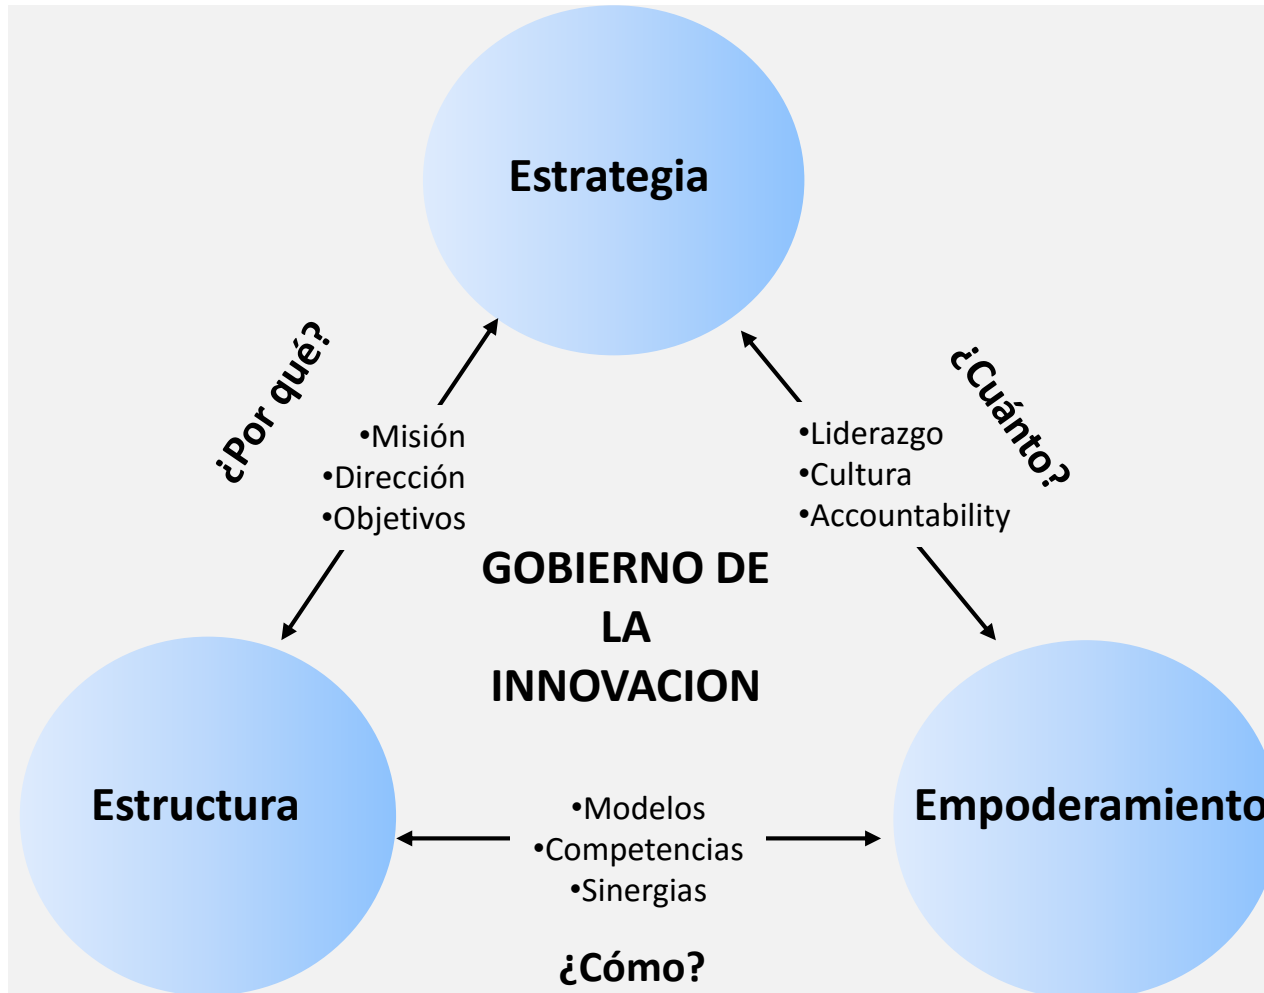 Estrategia
¿Por qué?
¿Cuánto?
•Misión
•Dirección
•Objetivos
•Liderazgo
•Cultura
•Accountability
GOBIERNO DE
LA
INNOVACION
Estructura
•Modelos
•Competencias
•Sinergias
Empoderamiento
¿Cómo?